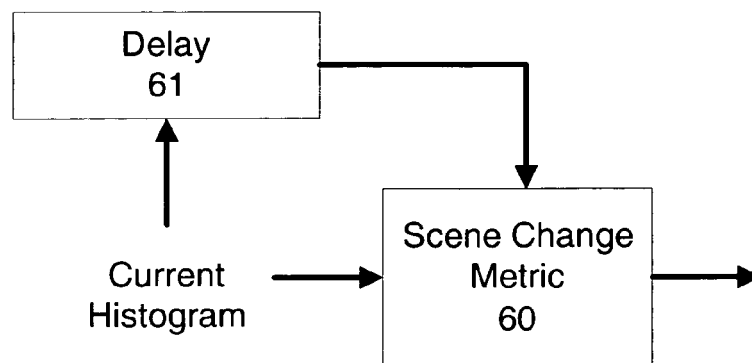 Delay
61
Scene Change
Metric
60
Current
Histogram